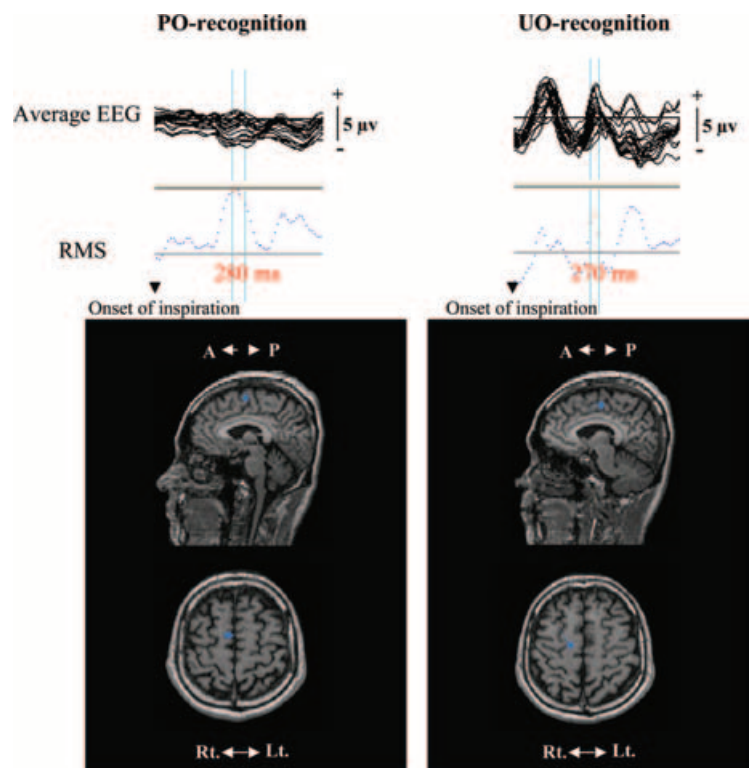 PO-recognition
UO-recognition
Average EEG
+
5 μv
-
+
5 μv
-
RMS
280 ms
270 ms
Onset of inspiration
Onset of inspiration
A P
A P
Rt. Lt.
Rt. Lt.